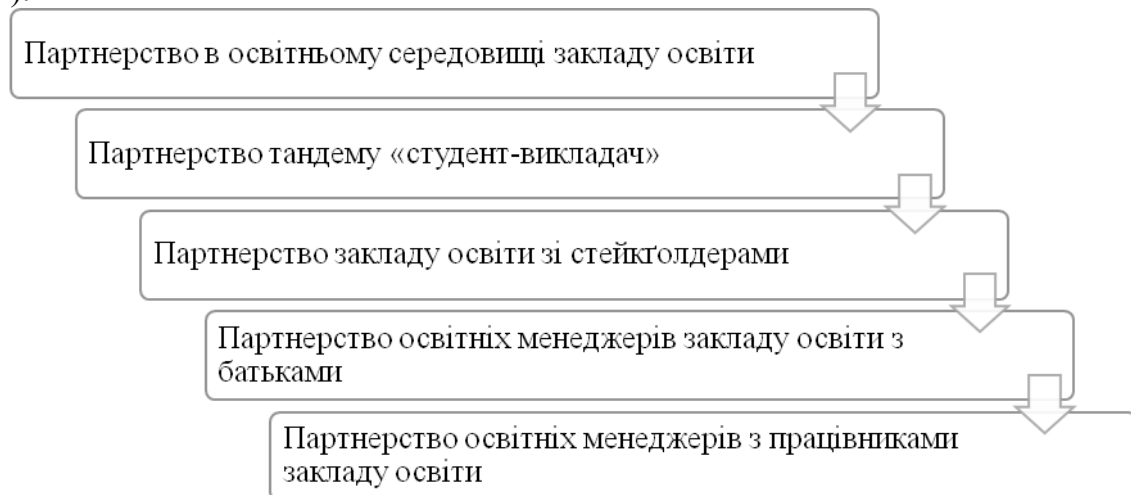 Партнерство в освітньому середовищі закладу освіти
Партнерство тандему «студент-викладач»
Партнерство закладу освіти зі стейкґолдерами
Партнерство освітніх менеджерів закладу освіти з
батьками
Партнерство освітніх менеджерів з працівниками
закладу освіти